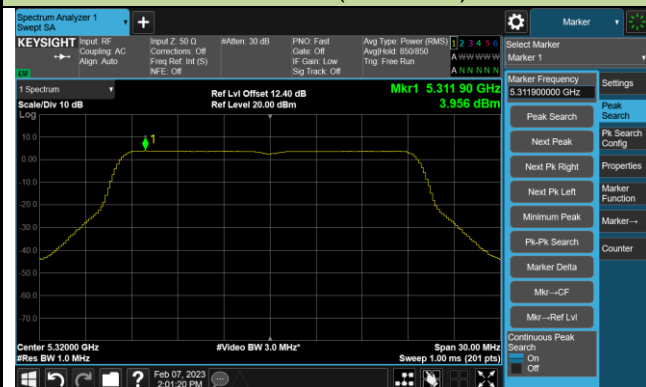 Spectrum Analyzer 1
Swept SA
Marker
KEYSIGHT
Input: RF
Coupling: AC
Align: Auto
Input Z: 50 Ω
Corrections: Off
Freq Ref: Int (S)
NFE: Off
#Atten: 30 dB
PNO: Fast
Gate: Off
IF Gain: Low
Sig Track: Off
Avg Type: Power (RMS)
Avg|Hold: 850/850
Trig: Free Run
1 2 3 4 5 6
A W W W W W
A N N N N N
LXI
Select Marker
Marker 1
1 Spectrum
Scale/Div 10 dB
Log
Ref Lvl Offset 12.40 dB
Ref Level 20.00 dBm
Mkr1 5.311 90 GHz
3.956 dBm
Marker Frequency
5.311900000 GHz
Peak Search
Next Peak
Next Pk Right
Next Pk Left
Minimum Peak
Pk-Pk Search
Marker Delta
Mkr→CF
Mkr→Ref Lvl
Continuous Peak
Search
On
Off
Settings
Peak
Search
Pk Search
Config
Properties
Marker
Function
Marker→
Counter
1
10.0
0.00
-10.0
-20.0
-30.0
-40.0
-50.0
-60.0
-70.0
Center 5.32000 GHz
#Res BW 1.0 MHz
#Video BW 3.0 MHz*
Span 30.00 MHz
Sweep 1.00 ms (201 pts)
Feb 07, 2023
2:01:20 PM